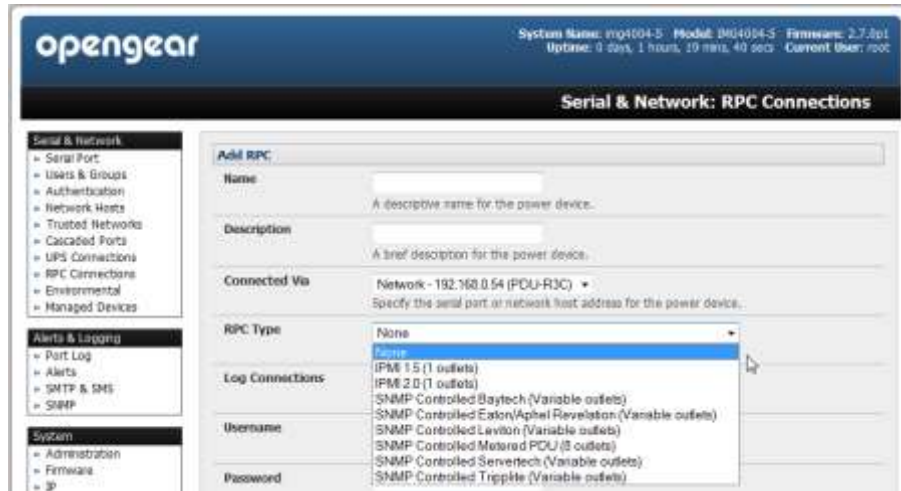 opengear
System Name: img4004-5 Model: IMG4004-5 Firmware: 2.7.0p1
Uptime: 0 days, 1 hours, 19 mins, 40 secs Current User: root
Serial & Network: RPC Connections
Serial & Network
» Serial Port
» Users & Groups
» Authentication
» Network Hosts
» Trusted Networks
» Cascaded Ports
» UPS Connections
» RPC Connections
» Environmental
» Managed Devices
Alerts & Logging
» Port Log
» Alerts
» SMTP & SMS
» SNMP
System
» Administration
» Firmware
» IP
Add RPC
Name
A descriptive name for the power device.
Description
A brief description for the power device.
Connected Via
Network - 192.168.0.54 (PDU-R3C)
Specify the serial port or network host address for the power device.
RPC Type
None
None
IPMI 1.5 (1 outlets)
IPMI 2.0 (1 outlets)
SNMP Controlled Baytech (Variable outlets)
SNMP Controlled Eaton/Aphel Revelation (Variable outlets)
SNMP Controlled Leviton (Variable outlets)
SNMP Controlled Metered PDU (8 outlets)
SNMP Controlled Servertech (Variable outlets)
SNMP Controlled Tripplite (Variable outlets)
Log Connections
Username
Password